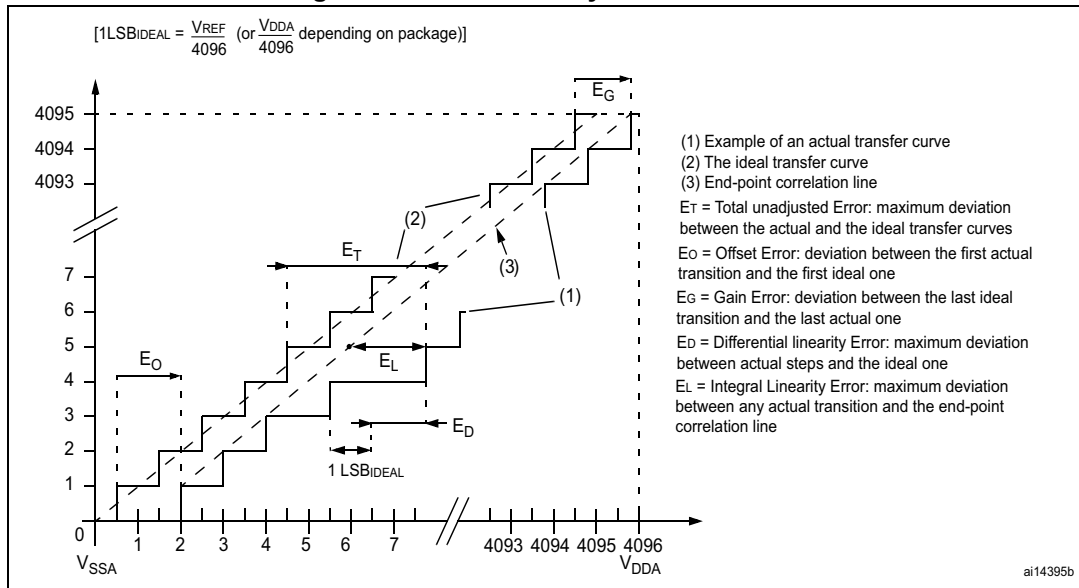 [1LSBIDEAL = VREF/4096 (or VDDA/4096 depending on package)]
EG
4095
4094
4093
(1) Example of an actual transfer curve
(2) The ideal transfer curve
(3) End-point correlation line
ET = Total unadjusted Error: maximum deviation
between the actual and the ideal transfer curves
EO = Offset Error: deviation between the first actual
transition and the first ideal one
EG = Gain Error: deviation between the last ideal
transition and the last actual one
ED = Differential linearity Error: maximum deviation
between actual steps and the ideal one
EL = Integral Linearity Error: maximum deviation
between any actual transition and the end-point
correlation line
(2)
ET
(3)
(1)
7
6
5
4
3
2
1
0
EO
EL
ED
1 LSBIDEAL
1 2 3 4 5 6 7 4093 4094 4095 4096
VSSA
VDDA
ai14395b